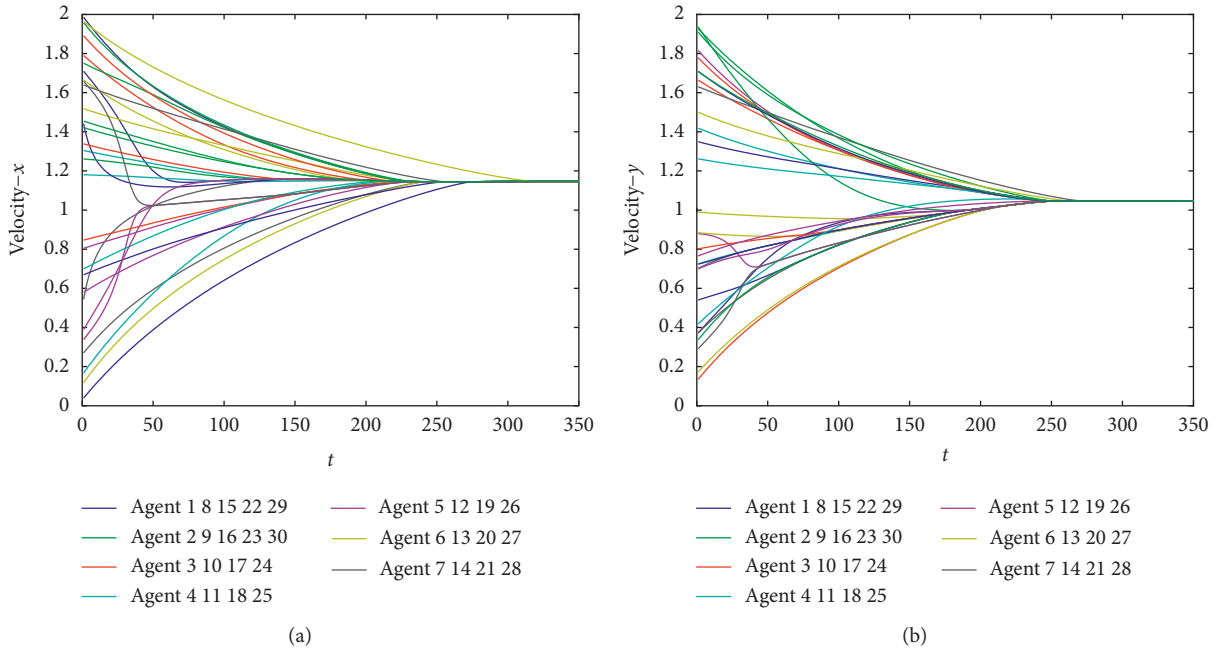 2
1.8
1.6
1.4
1.2
1
0.8
0.6
0.4
0.2
0
Velocity–x
0 50 100 150 200 250 300 350
t
Agent 1 8 15 22 29
Agent 2 9 16 23 30
Agent 3 10 17 24
Agent 4 11 18 25
Agent 5 12 19 26
Agent 6 13 20 27
Agent 7 14 21 28
(a)
2
1.8
1.6
1.4
1.2
1
0.8
0.6
0.4
0.2
0
Velocity–y
0 50 100 150 200 250 300 350
t
Agent 1 8 15 22 29
Agent 2 9 16 23 30
Agent 3 10 17 24
Agent 4 11 18 25
Agent 5 12 19 26
Agent 6 13 20 27
Agent 7 14 21 28
(b)